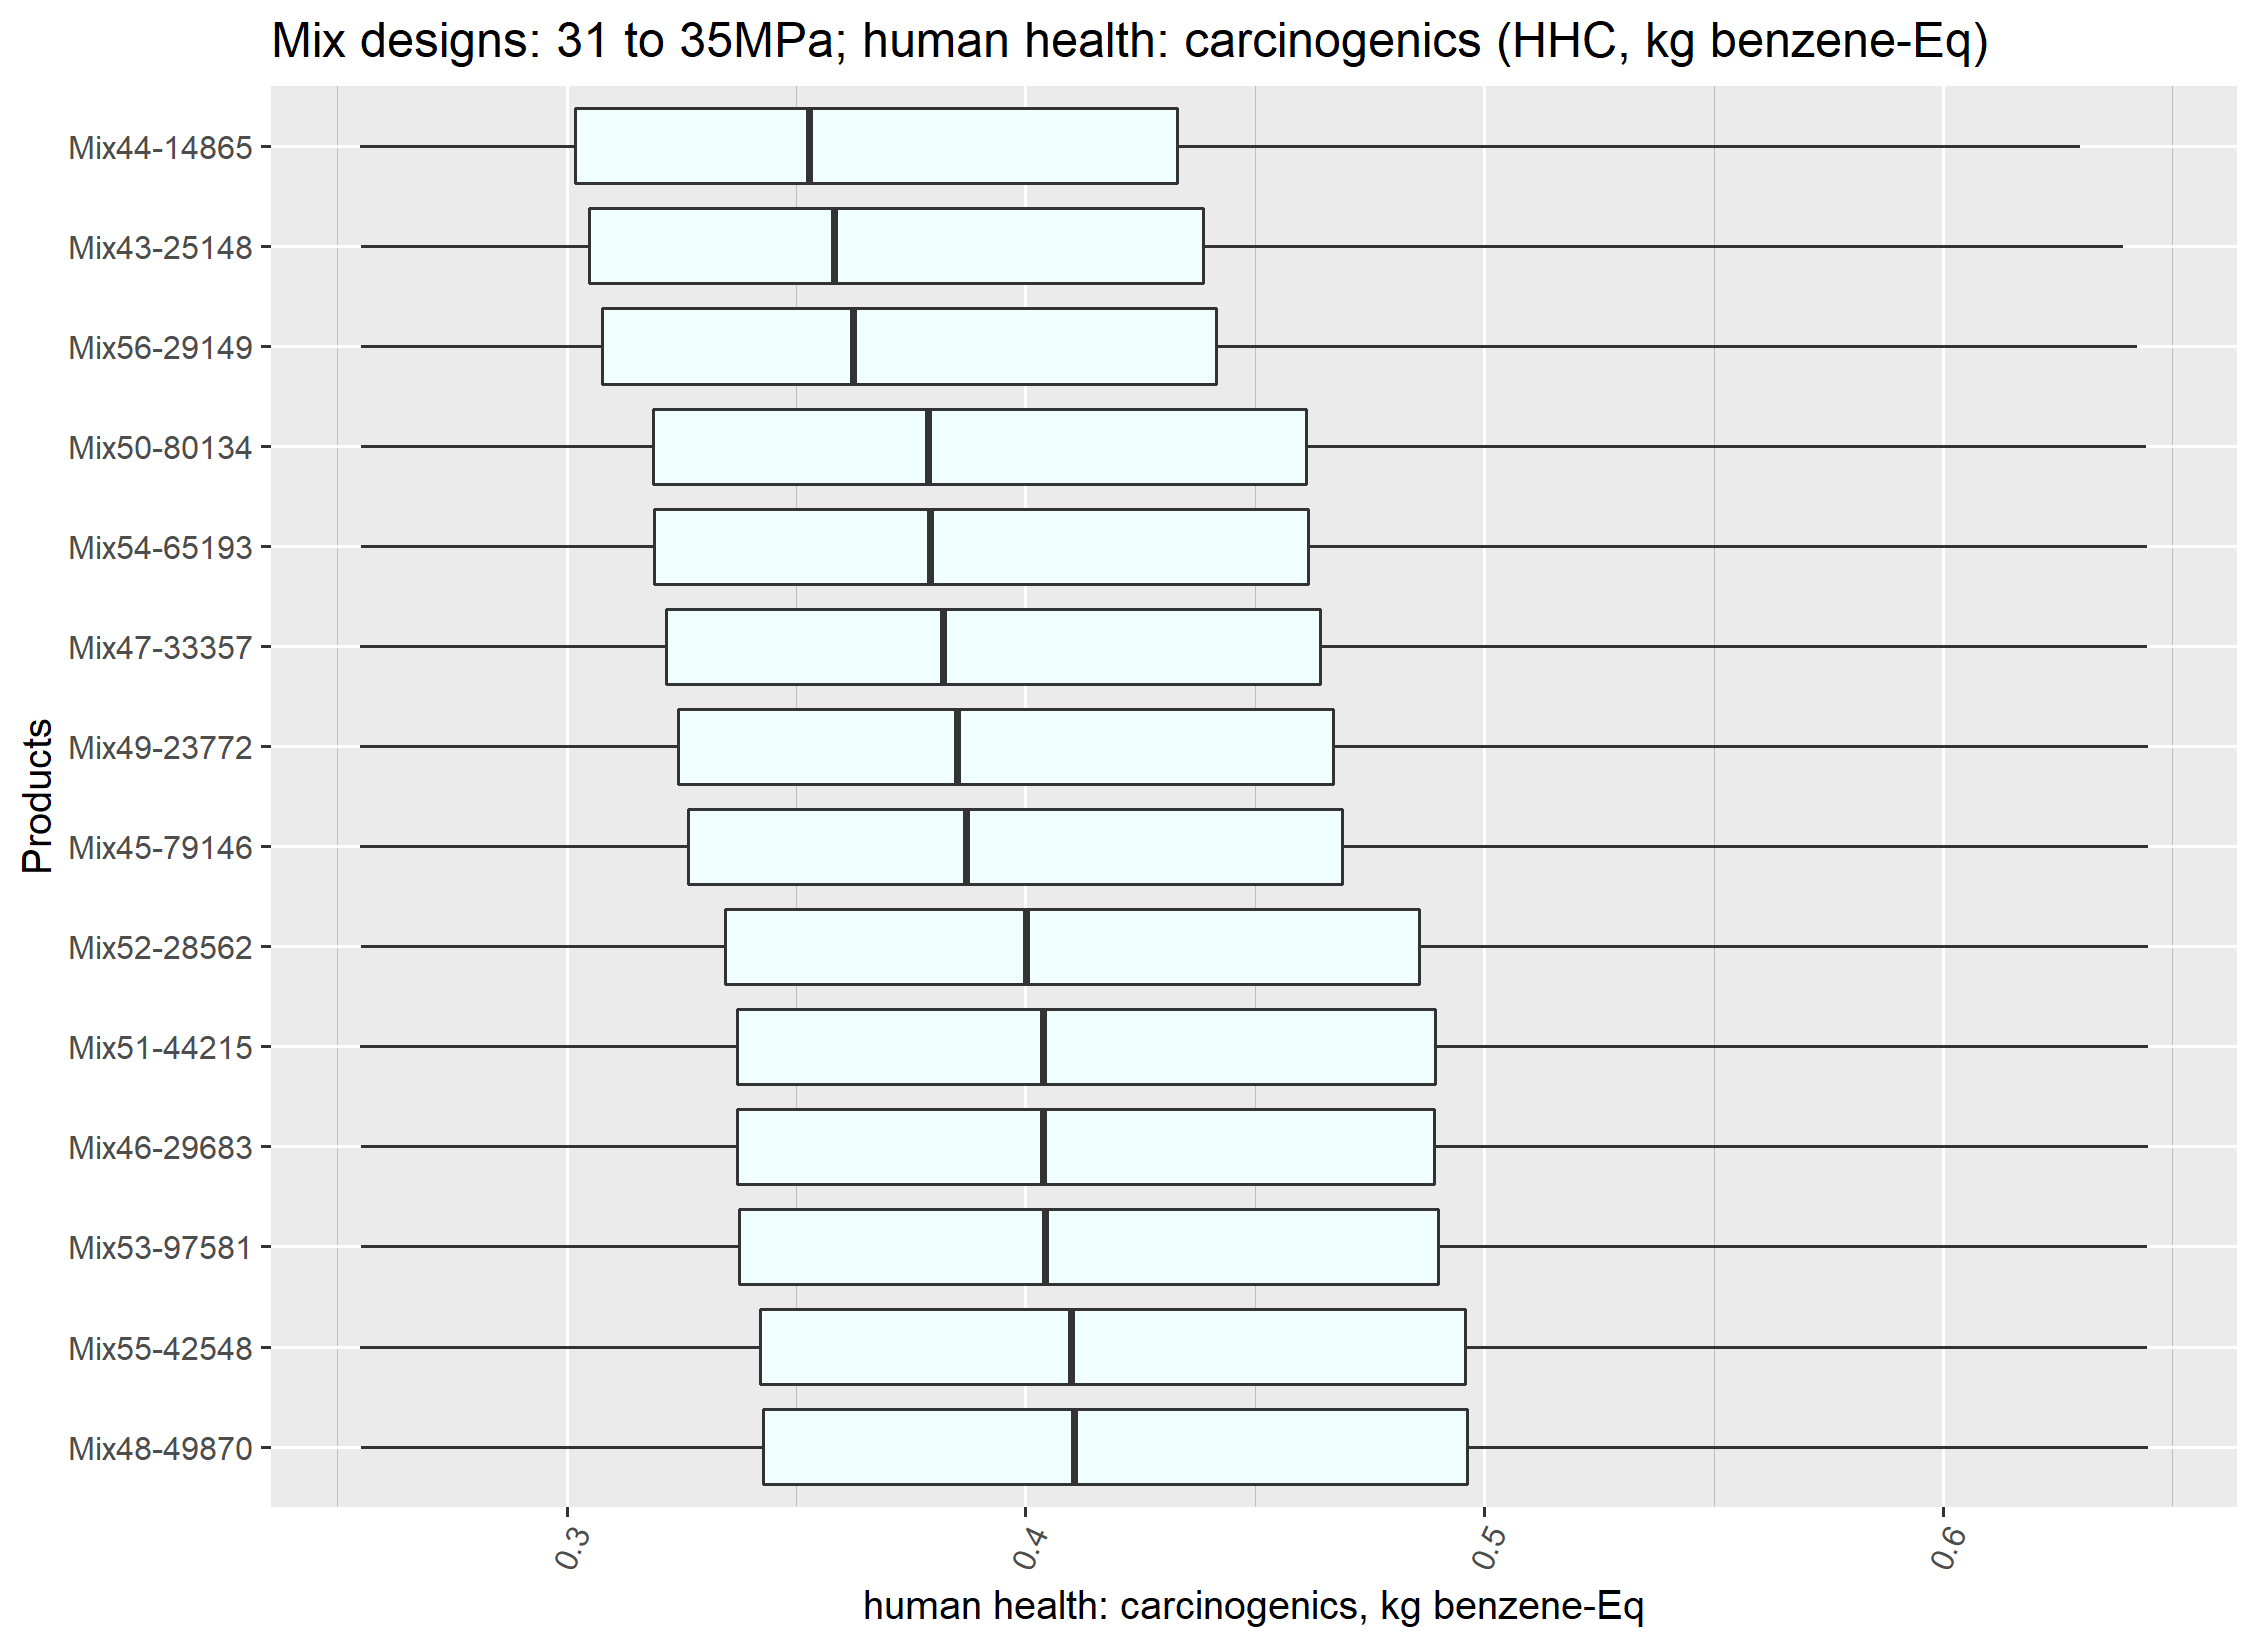 Mix designs: 31 to 35MPa; human health: carcinogenics (HHC, kg benzene-Eq)
Products
Mix44-14865
Mix43-25148
Mix56-29149
Mix50-80134
Mix54-65193
Mix47-33357
Mix49-23772
Mix45-79146
Mix52-28562
Mix51-44215
Mix46-29683
Mix53-97581
Mix55-42548
Mix48-49870
0.3 0.4 0.5 0.6
human health: carcinogenics, kg benzene-Eq